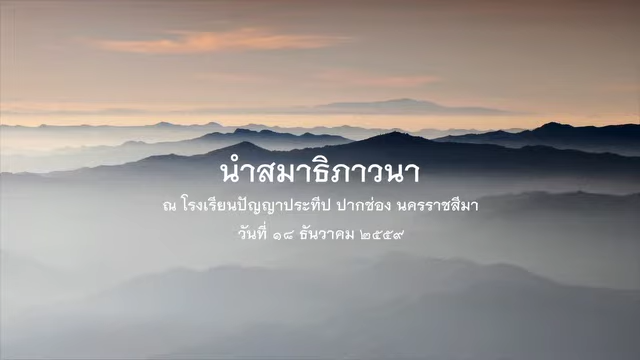 นำสมาธิภาวนา
ณ โรงเรียนปัญญาประทีป ปากช่อง นครราชสีมา
วันที่ ๑๘ ธันวาคม ๒๕๕๙